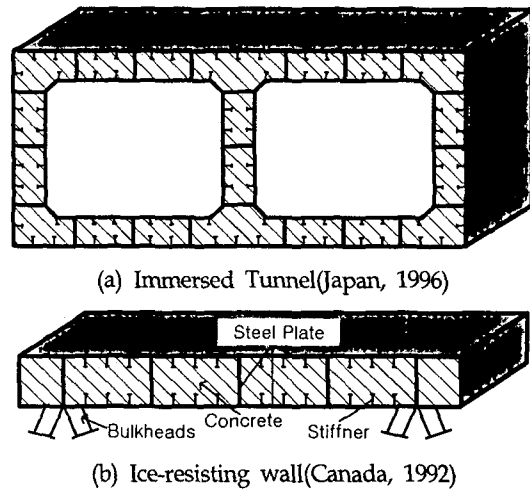 (a) Immersed Tunnel(Japan, 1996)
Steel Plate
Concrete
Bulkheads
Stiffner
(b) Ice-resisting wall(Canada, 1992)